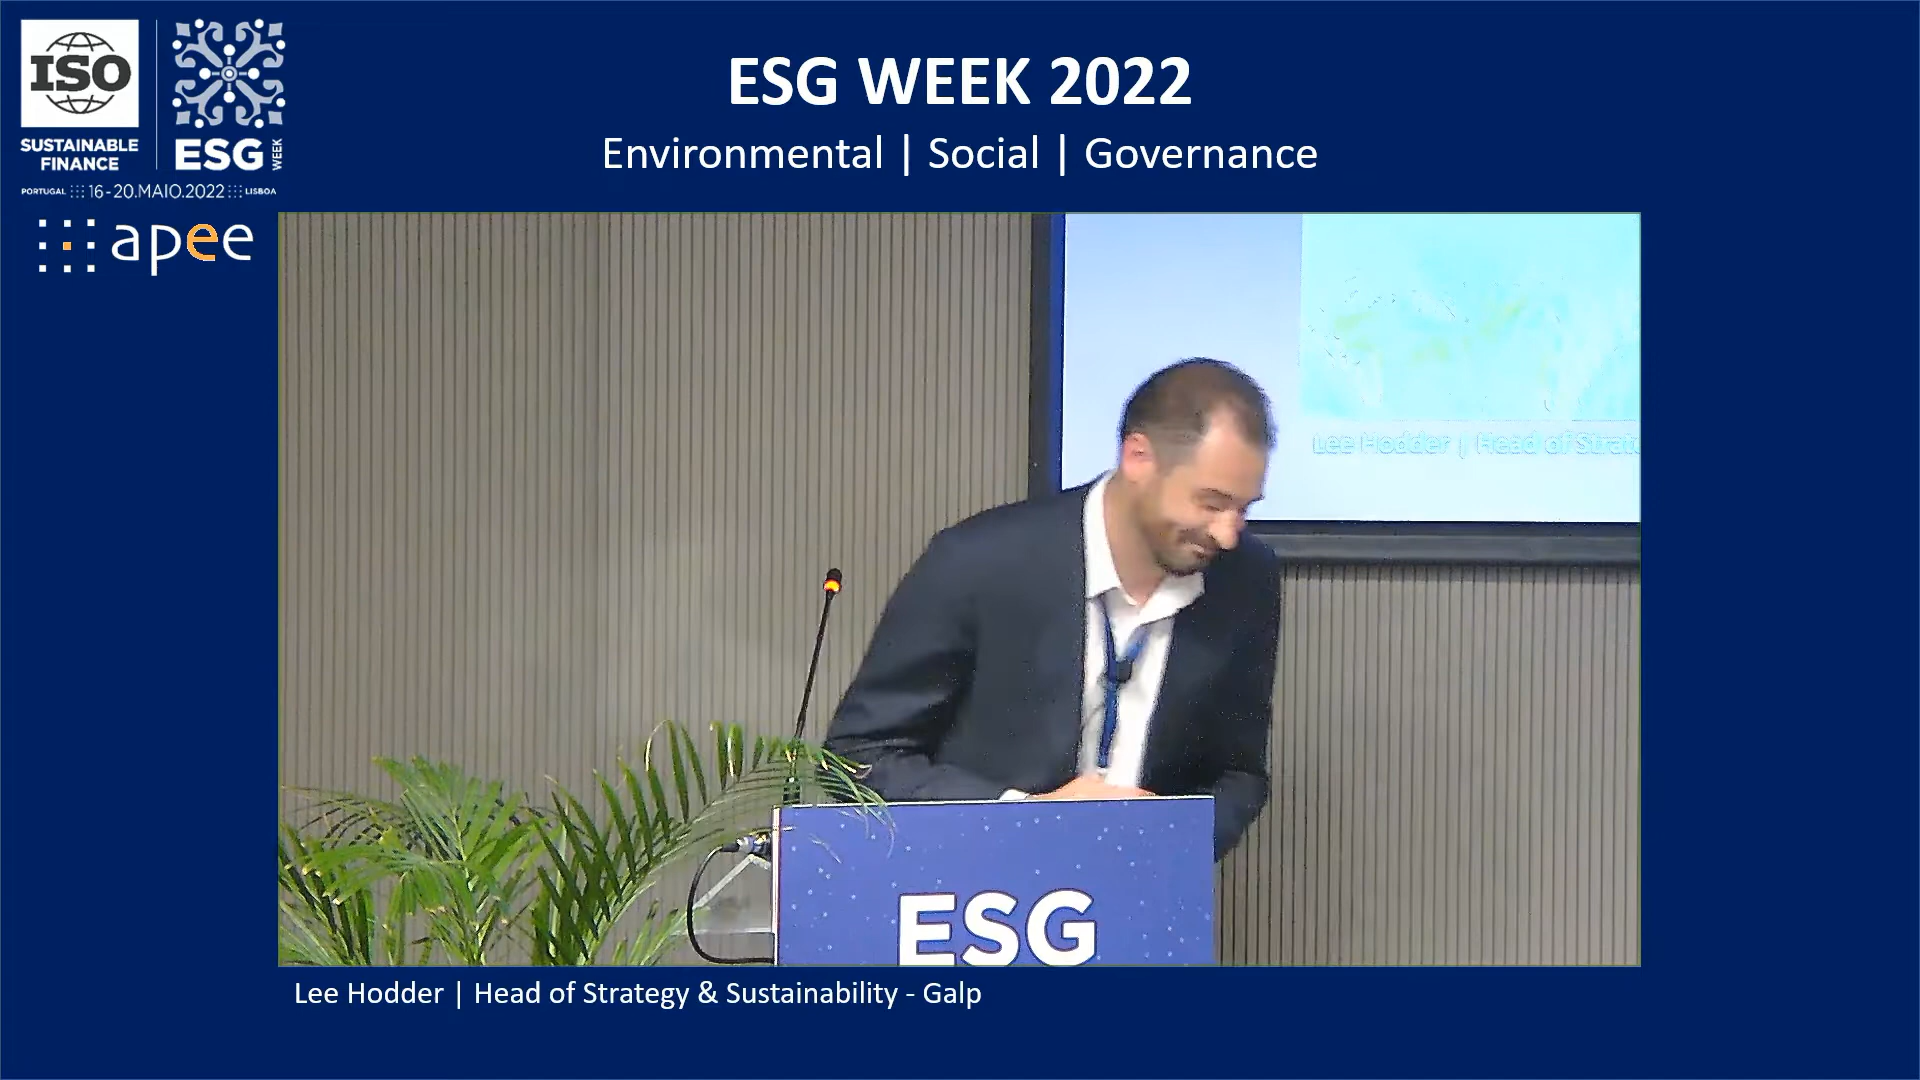 ISO
SUSTAINABLE
FINANCE
ESG
WEEK
PORTUGAL 16-20.MAIO.2022 LISBOA
apee
ESG WEEK 2022
Environmental | Social | Governance
Lee Hodder | Head of Strate
ESG
Lee Hodder | Head of Strategy & Sustainability - Galp